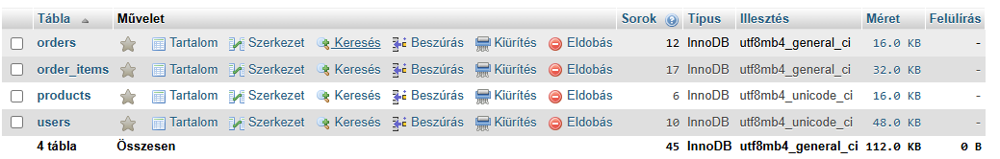 Tábla Művelet Sorok Típus Illesztés Méret Felülírás
orders Tartalom Szerkezet Keresés Beszúrás Kiürítés Eldobás 12 InnoDB utf8mb4_general_ci 16.0 KB -
order_items Tartalom Szerkezet Keresés Beszúrás Kiürítés Eldobás 17 InnoDB utf8mb4_general_ci 32.0 KB -
products Tartalom Szerkezet Keresés Beszúrás Kiürítés Eldobás 6 InnoDB utf8mb4_unicode_ci 16.0 KB -
users Tartalom Szerkezet Keresés Beszúrás Kiürítés Eldobás 10 InnoDB utf8mb4_unicode_ci 48.0 KB -
4 tábla Összesen 45 InnoDB utf8mb4_general_ci 112.0 KB 0 B